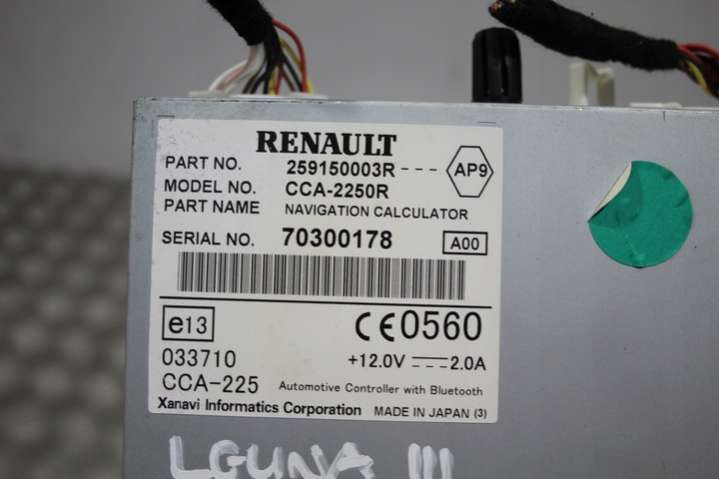 RENAULT
PART NO. 259150003R--- AP9
MODEL NO. CCA-2250R
PART NAME NAVIGATION CALCULATOR
SERIAL NO. 70300178 A00
e13 CE0560
033710 +12.0V 2.0A
CCA-225 Automotive Controller with Bluetooth
Xanavi Informatics Corporation MADE IN JAPAN (3)
LGUNA III